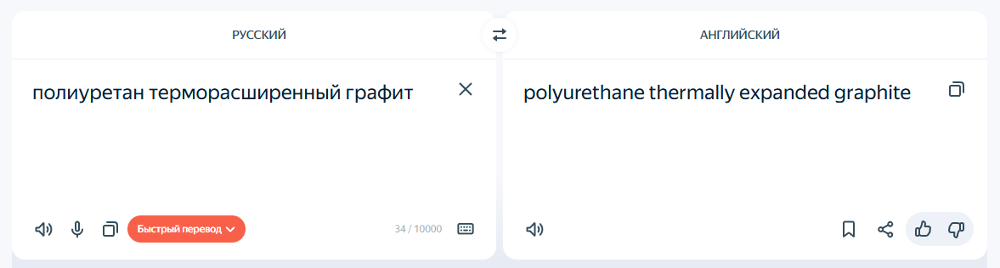 РУССКИЙ
АНГЛИЙСКИЙ
полиуретан терморасширенный графит
polyurethane thermally expanded graphite
Быстрый перевод
34 / 10000